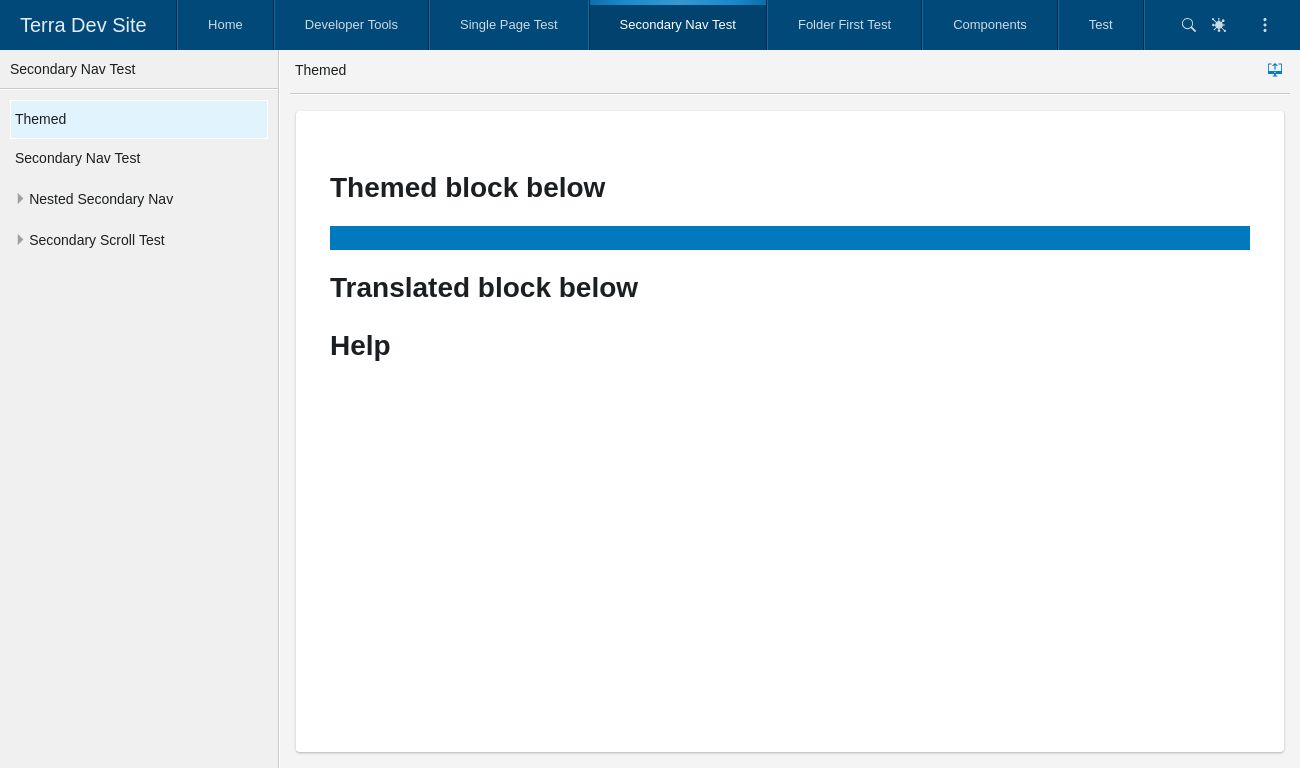 Terra Dev Site
Home
Developer Tools
Single Page Test
Secondary Nav Test
Folder First Test
Components
Test
Secondary Nav Test
Themed
Secondary Nav Test
Nested Secondary Nav
Secondary Scroll Test
Themed
Themed block below
Translated block below
Help